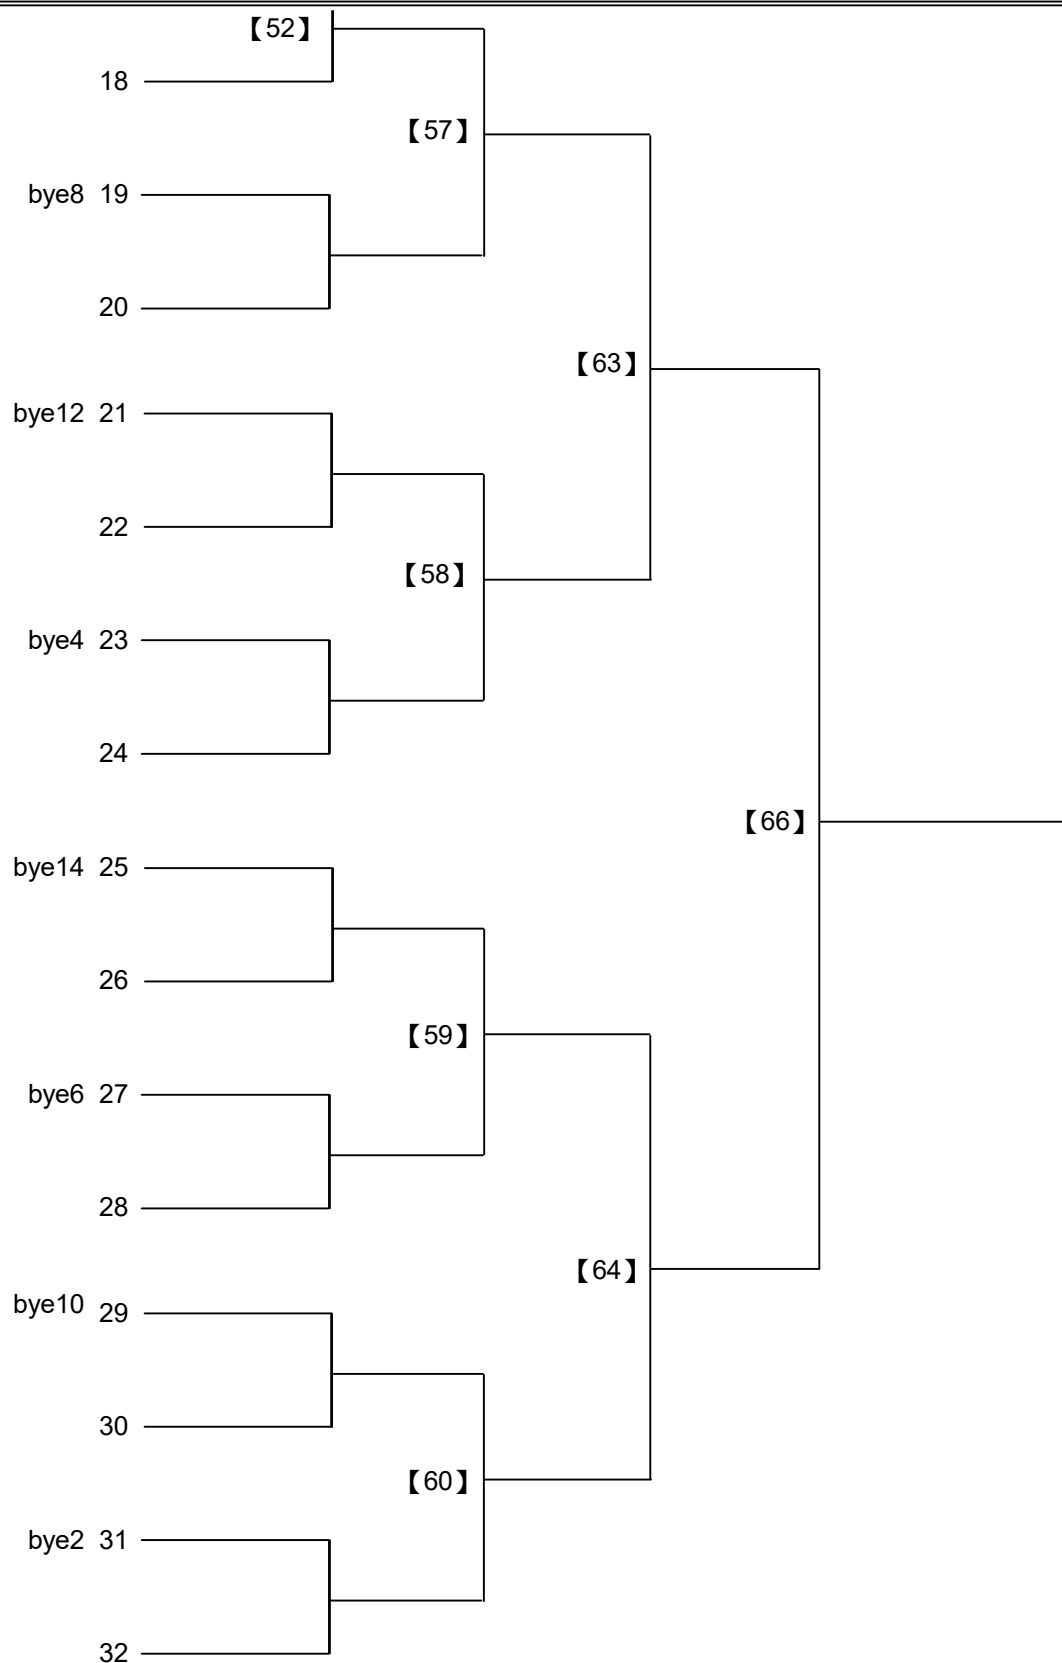 【52】
18
【57】
bye8 19
20
【63】
bye12 21
22
【58】
bye4 23
24
【66】
bye14 25
26
【59】
bye6 27
28
【64】
bye10 29
30
【60】
bye2 31
32